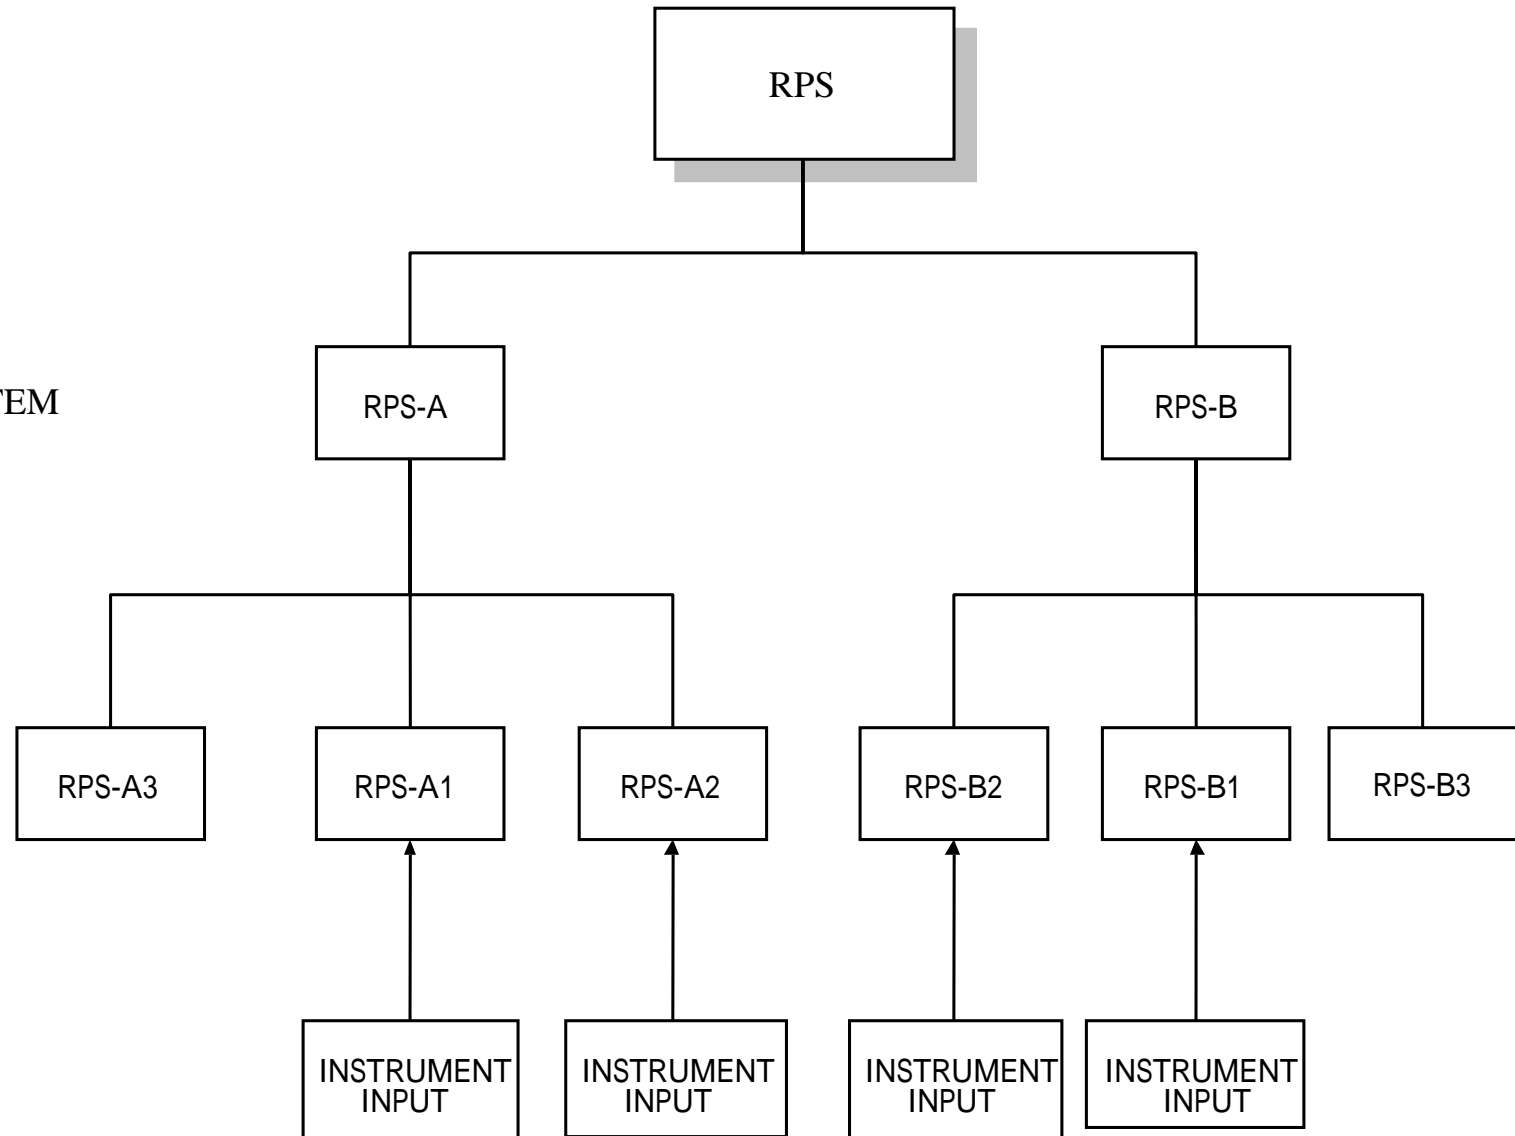 RPS
RPS-A
RPS-B
RPS-A3
RPS-A1
RPS-A2
RPS-B2
RPS-B1
RPS-B3
INSTRUMENT
INPUT
INSTRUMENT
INPUT
INSTRUMENT
INPUT
INSTRUMENT
INPUT